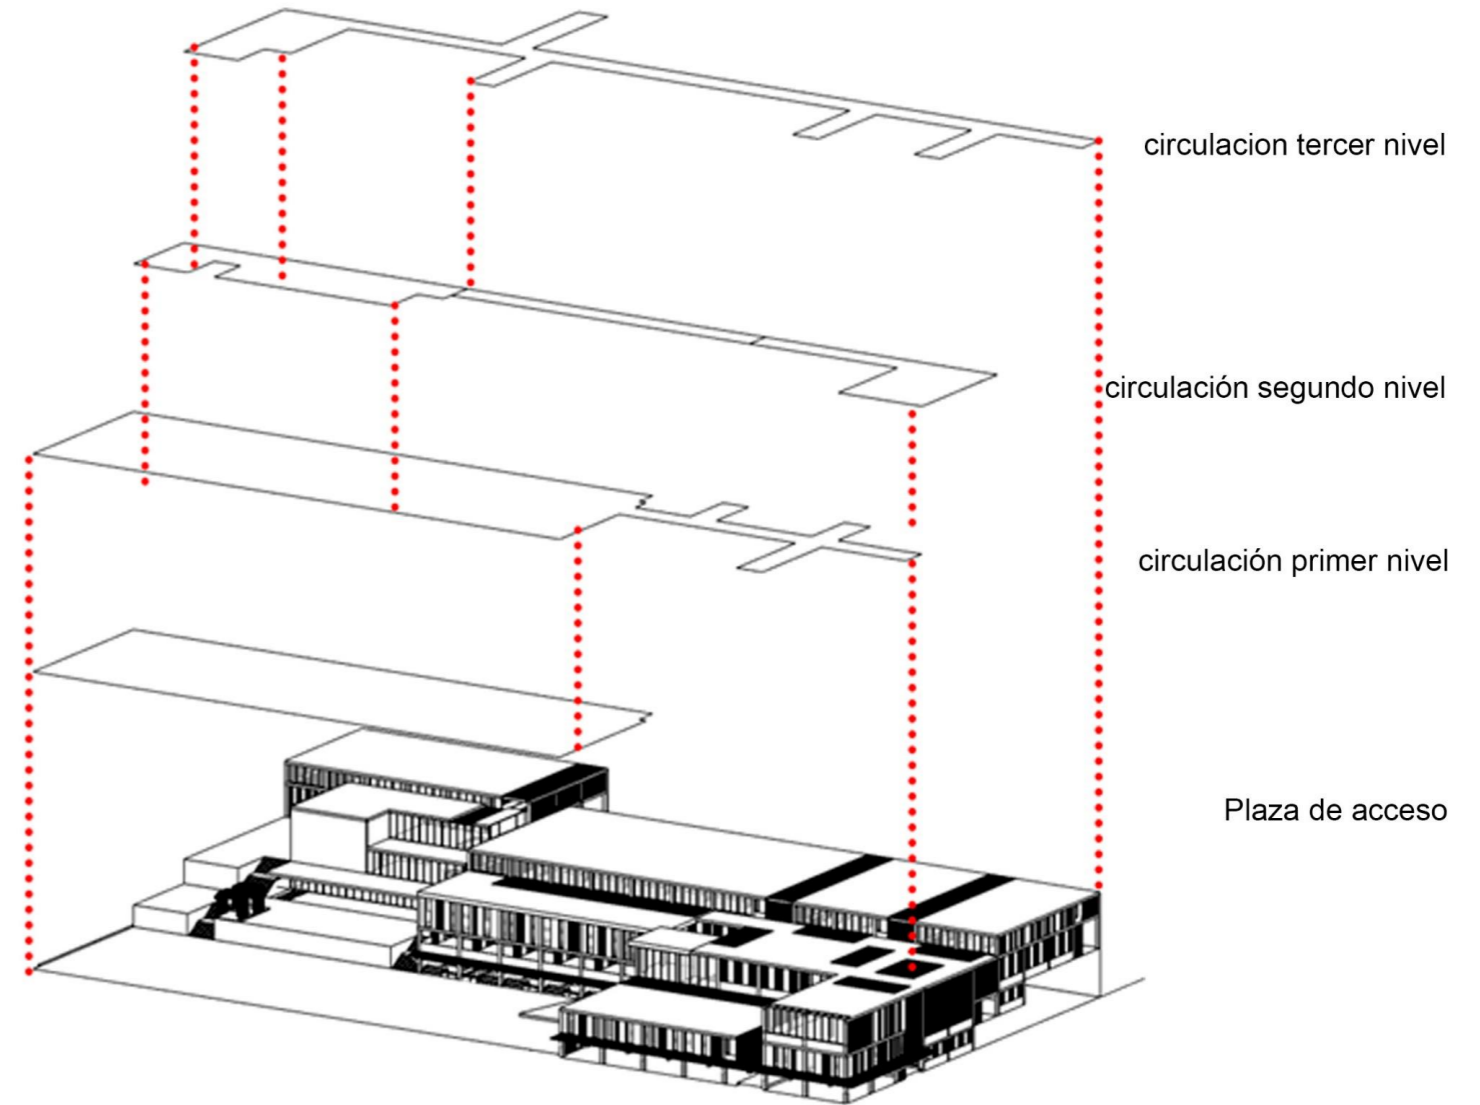 circulacion tercer nivel
circulación segundo nivel
circulación primer nivel
Plaza de acceso